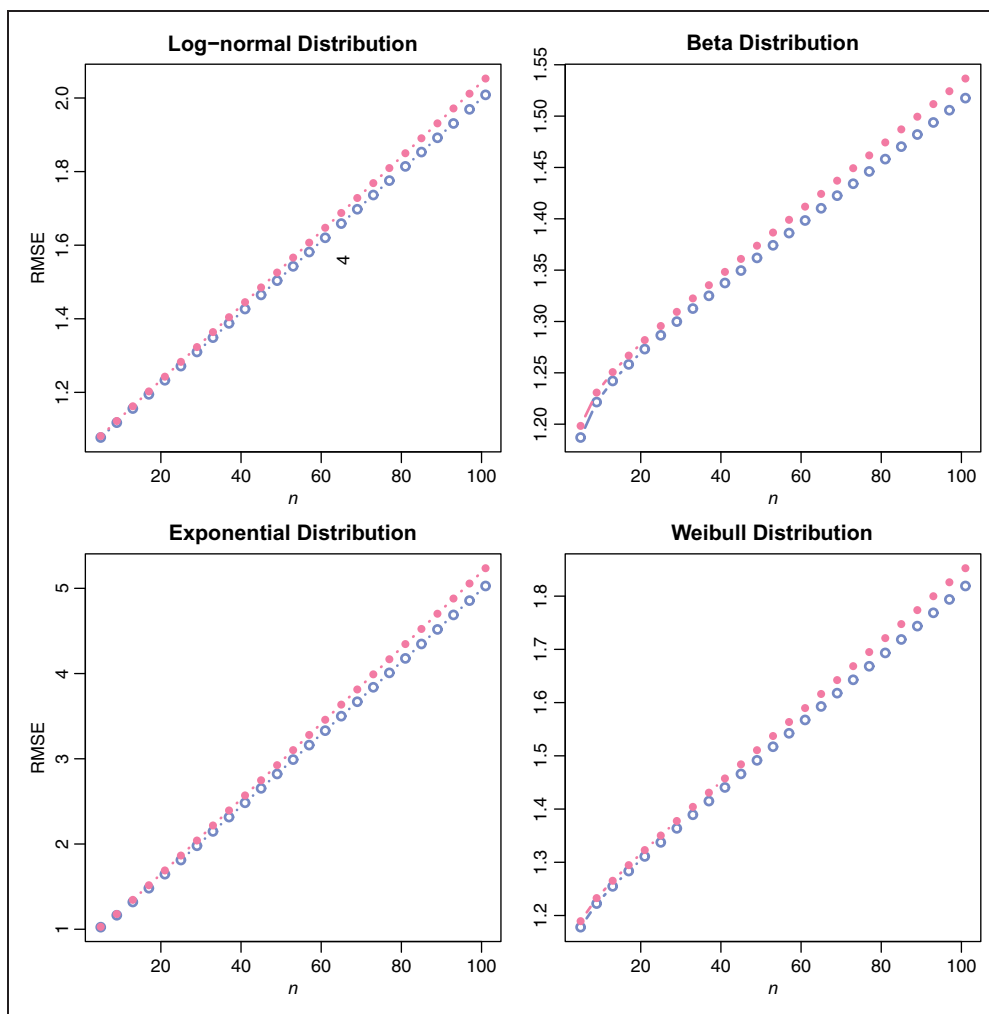 Log-normal Distribution
2.0
1.8
1.6
1.4
1.2
RMSE
4
20 40 60 80 100
n
Beta Distribution
1.55
1.50
1.45
1.40
1.35
1.30
1.25
1.20
20 40 60 80 100
n
Exponential Distribution
5
4
3
2
1
RMSE
20 40 60 80 100
n
Weibull Distribution
1.8
1.7
1.6
1.5
1.4
1.3
1.2
20 40 60 80 100
n